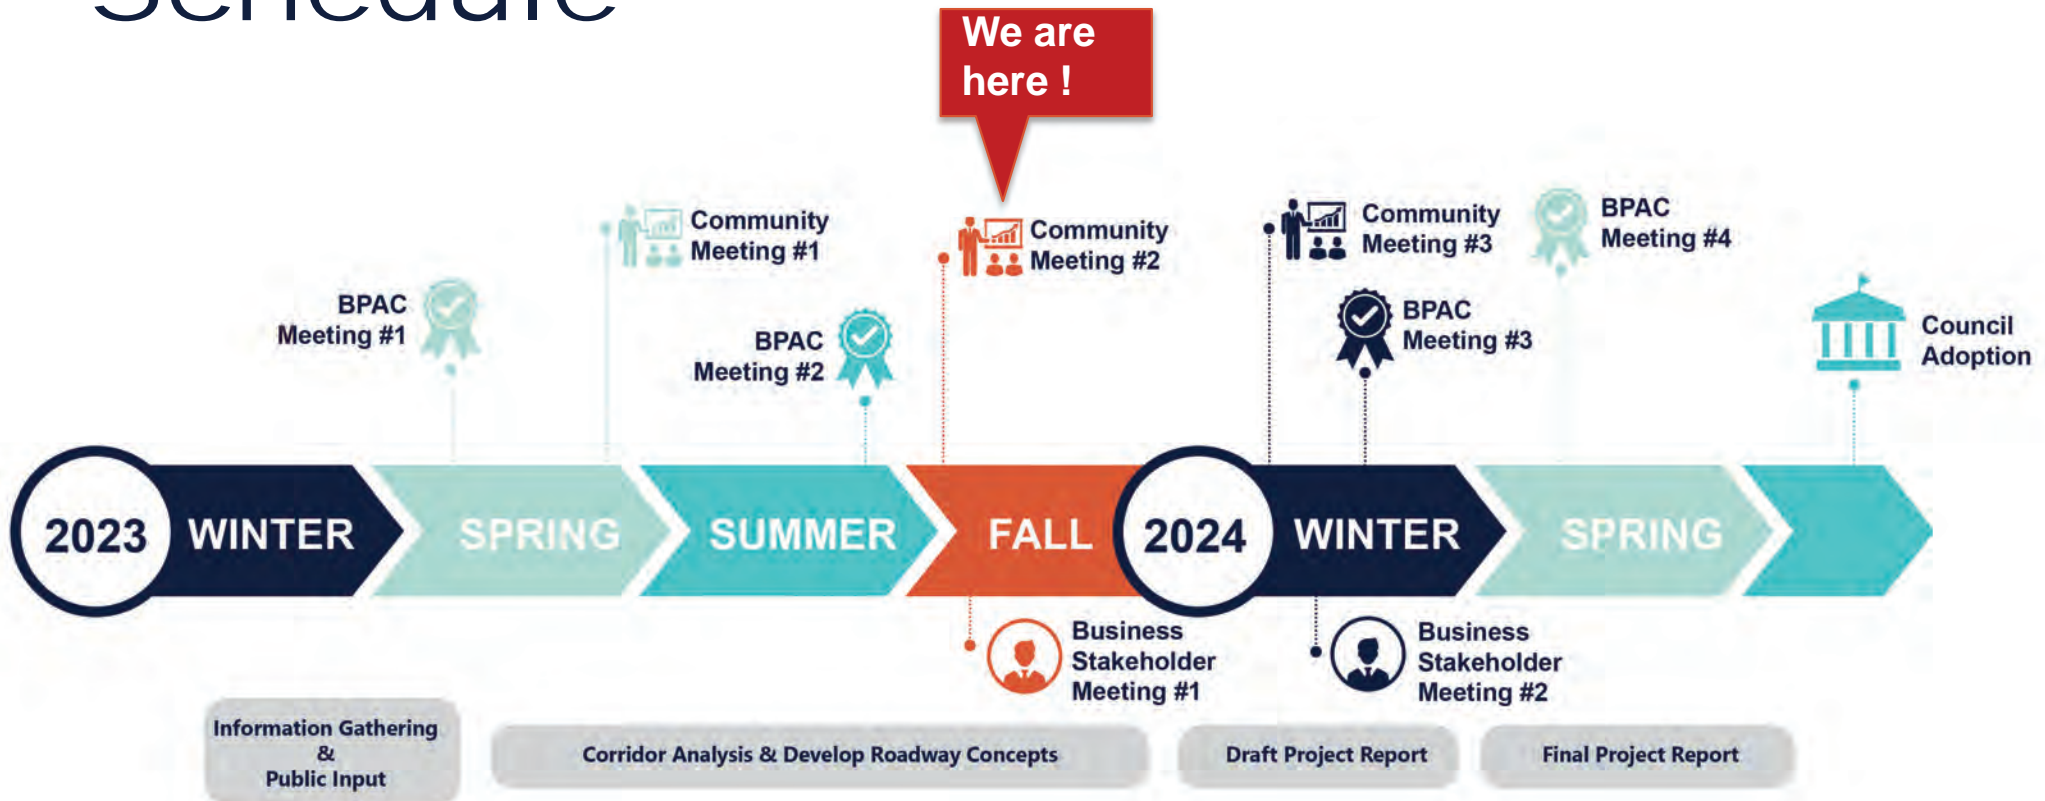 Schedule
We are
here !
Community
Meeting #1
Community
Meeting #2
Community
Meeting #3
BPAC
Meeting #4
BPAC
Meeting #1
BPAC
Meeting #2
BPAC
Meeting #3
Council
Adoption
2023 WINTER SPRING SUMMER FALL 2024 WINTER SPRING
Business
Stakeholder
Meeting #1
Business
Stakeholder
Meeting #2
Information Gathering
&
Public Input
Corridor Analysis & Develop Roadway Concepts
Draft Project Report
Final Project Report